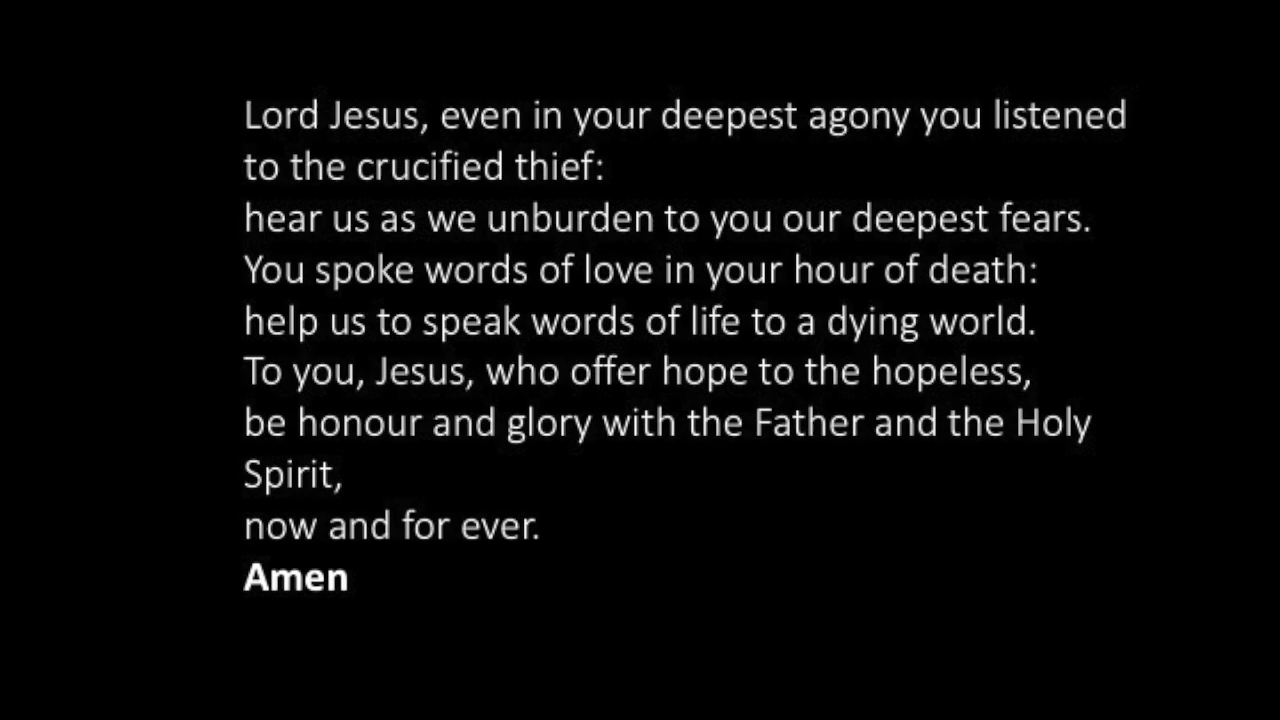 Lord Jesus, even in your deepest agony you listened
to the crucified thief:
hear us as we unburden to you our deepest fears.
You spoke words of love in your hour of death:
help us to speak words of life to a dying world.
To you, Jesus, who offer hope to the hopeless,
be honour and glory with the Father and the Holy
Spirit,
now and for ever.
Amen